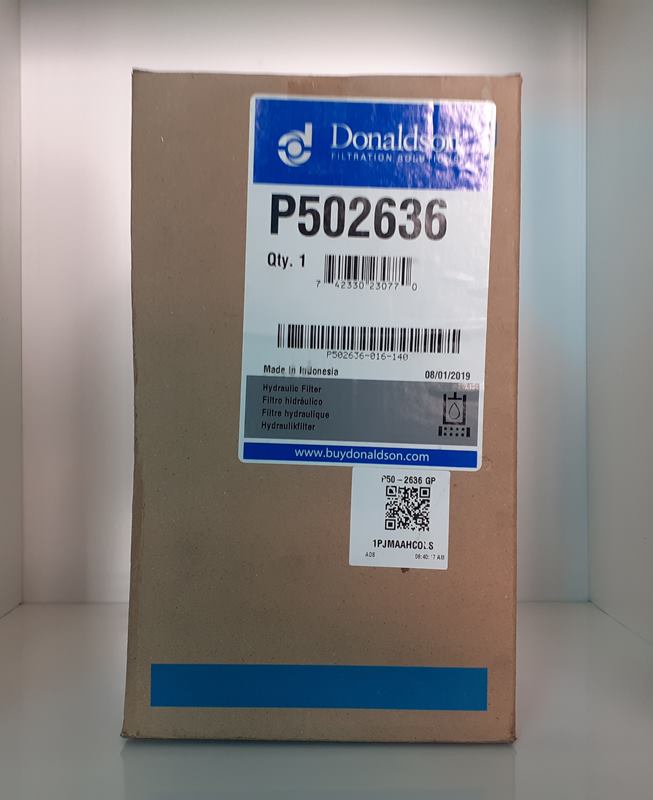 Donaldson
FILTRATION SOLUTIONS
P502636
Qty. 1
7 42330 23077 0
P502636-016-140
Made in Indonesia
08/01/2019
Hydraulic Filter
Filtro hidráulico
Filtre hydraulique
Hydraulikfilter
www.buydonaldson.com
P50-2636 GP
A08